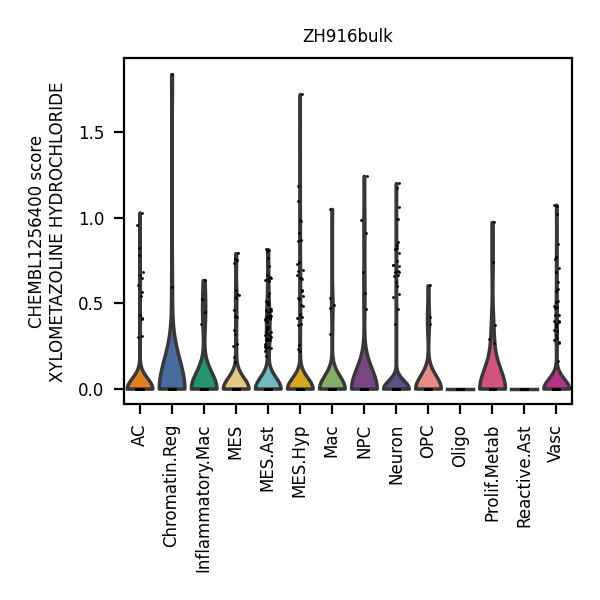 ZH916bulk
CHEMBL1256400 score
XYLOMETAZOLINE HYDROCHLORIDE
1.5
1.0
0.5
0.0
AC
Chromatin.Reg
Inflammatory.Mac
MES
MES.Ast
MES.Hyp
Mac
NPC
Neuron
OPC
Oligo
Prolif.Metab
Reactive.Ast
Vasc